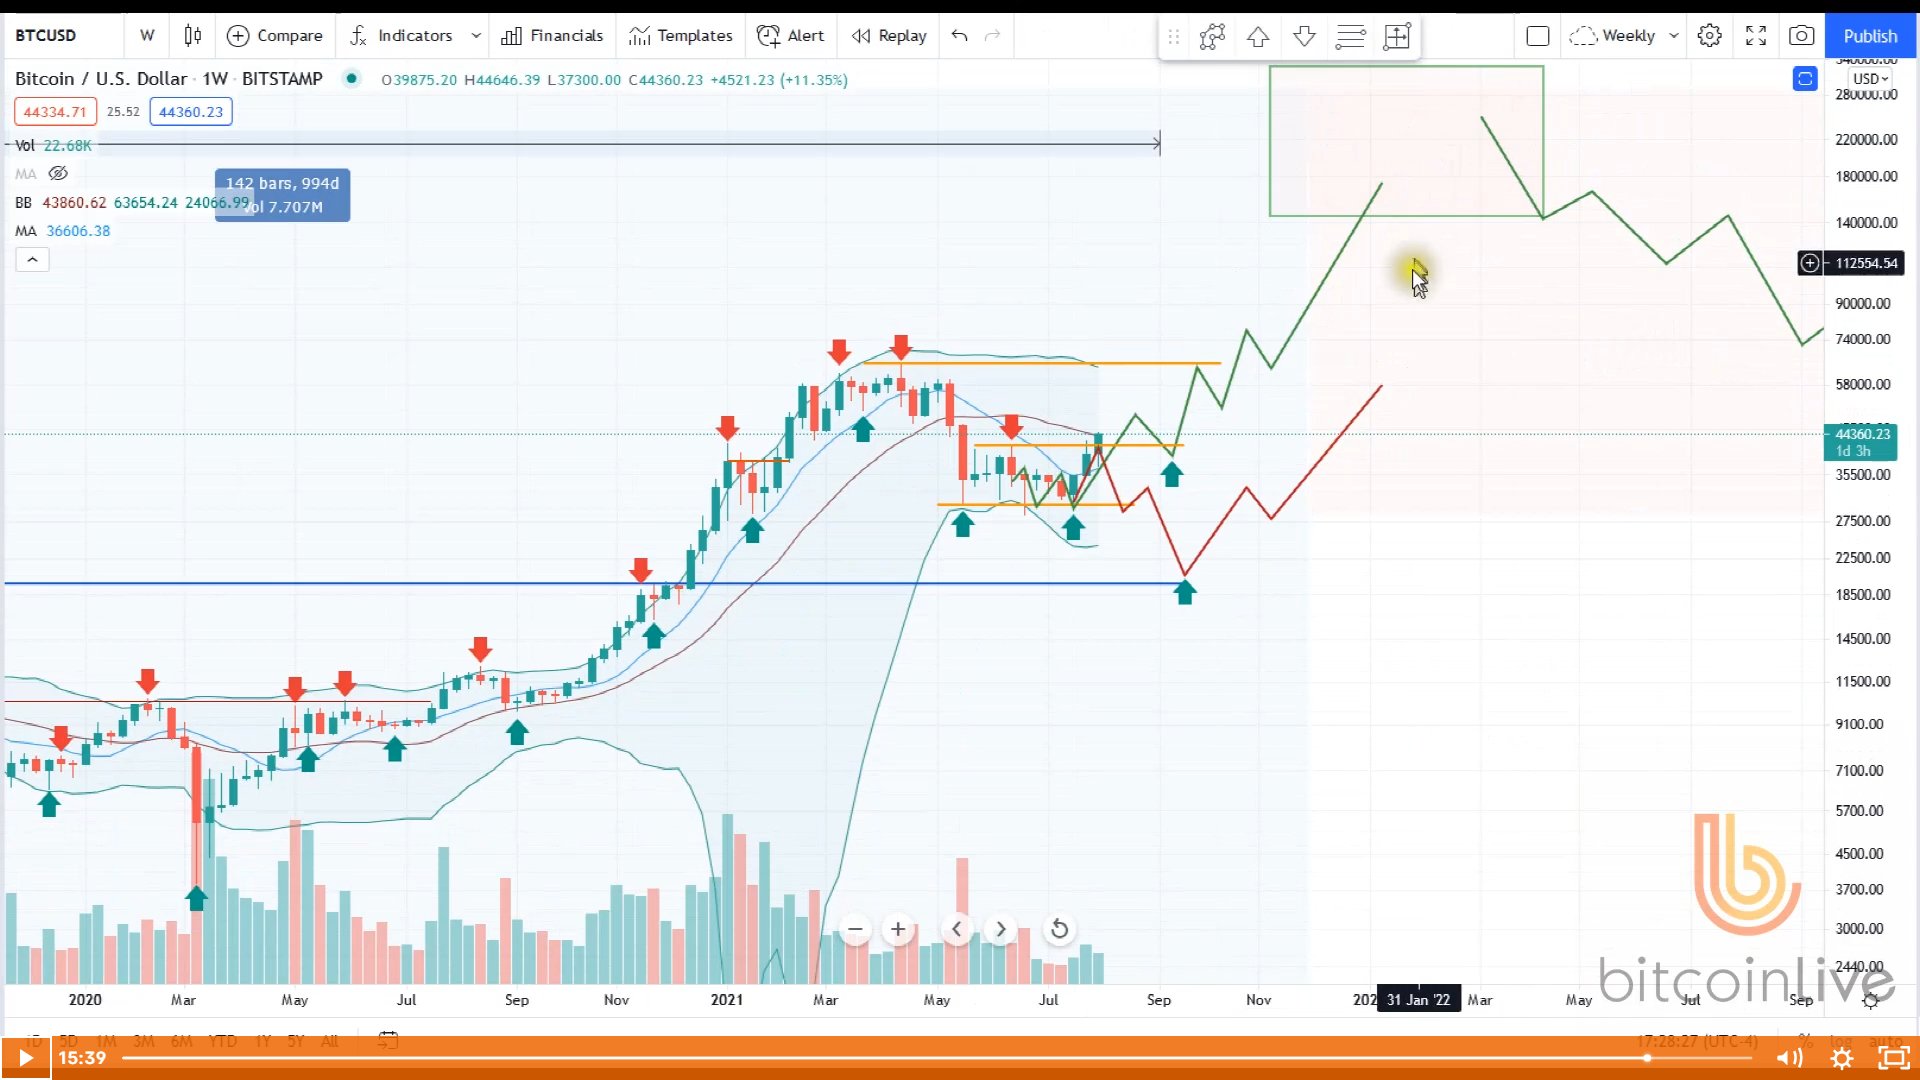 BTCUSD W Compare Indicators Financials Templates Alert Replay Weekly Publish
Bitcoin / U.S. Dollar · 1W · BITSTAMP O39875.20 H44646.39 L37300.00 C44360.23 +4521.23 (+11.35%)
44334.71 25.52 44360.23
Vol 22.68K
MA
BB 43860.62 63654.24 24066.99
MA 36606.38
142 bars, 994d
Vol 7.707M
USD
340000.00
280000.00
220000.00
180000.00
140000.00
112554.54
90000.00
74000.00
58000.00
44360.23
1d 3h
35500.00
27500.00
22500.00
18500.00
14500.00
11500.00
9100.00
7100.00
5700.00
4500.00
3700.00
3000.00
2440.00
bitcoinlive
2020 Mar May Jul Sep Nov 2021 Mar May Jul Sep Nov 31 Jan '22 Mar May Jul Sep
1D 5D 1M 3M 6M YTD 1Y 5Y All 17:28:27 (UTC-4) % log auto
15:39